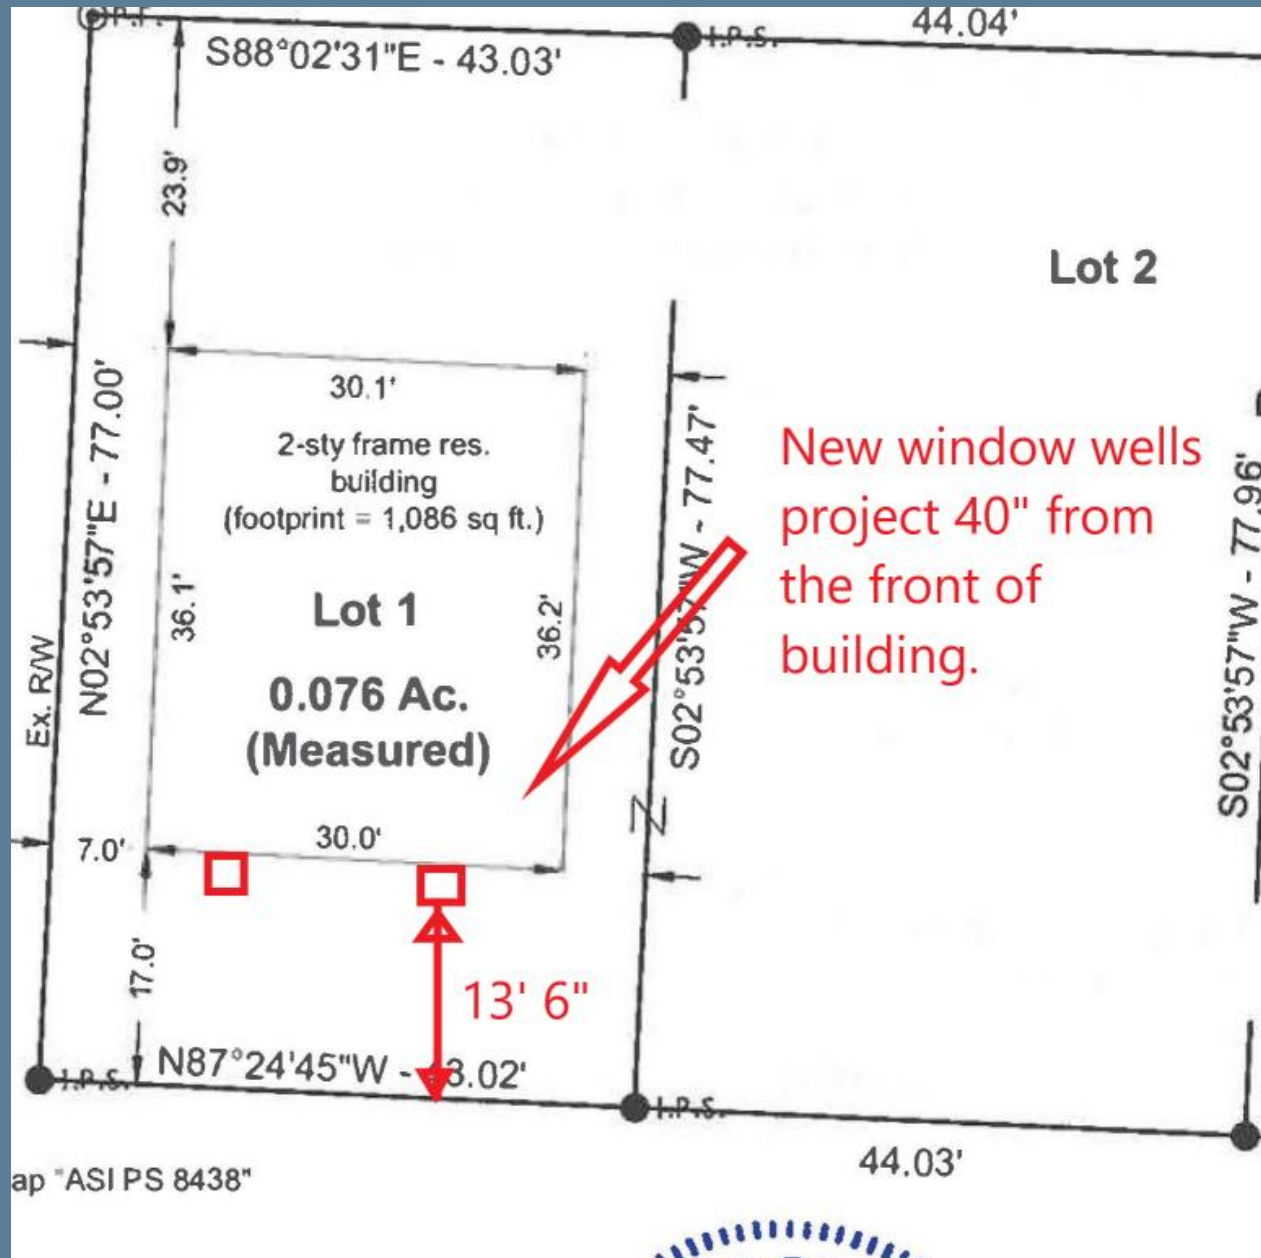 P.F.
44.04'
S88°02'31"E - 43.03'
I.P.S.
23.9'
Lot 2
30.1'
2-sty frame res.
building
(footprint = 1,086 sq ft.)
N02°53'57"E - 77.00'
36.1'
Lot 1
36.2'
0.076 Ac.
(Measured)
Ex. R/W
S02°53'57"W - 77.47'
New window wells
project 40" from
the front of
building.
S02°53'57"W - 77.96'
Z
7.0'
30.0'
17.0'
13' 6"
N87°24'45"W - 43.02'
I.P.S.
I.P.S.
44.03'
ap "ASI PS 8438"